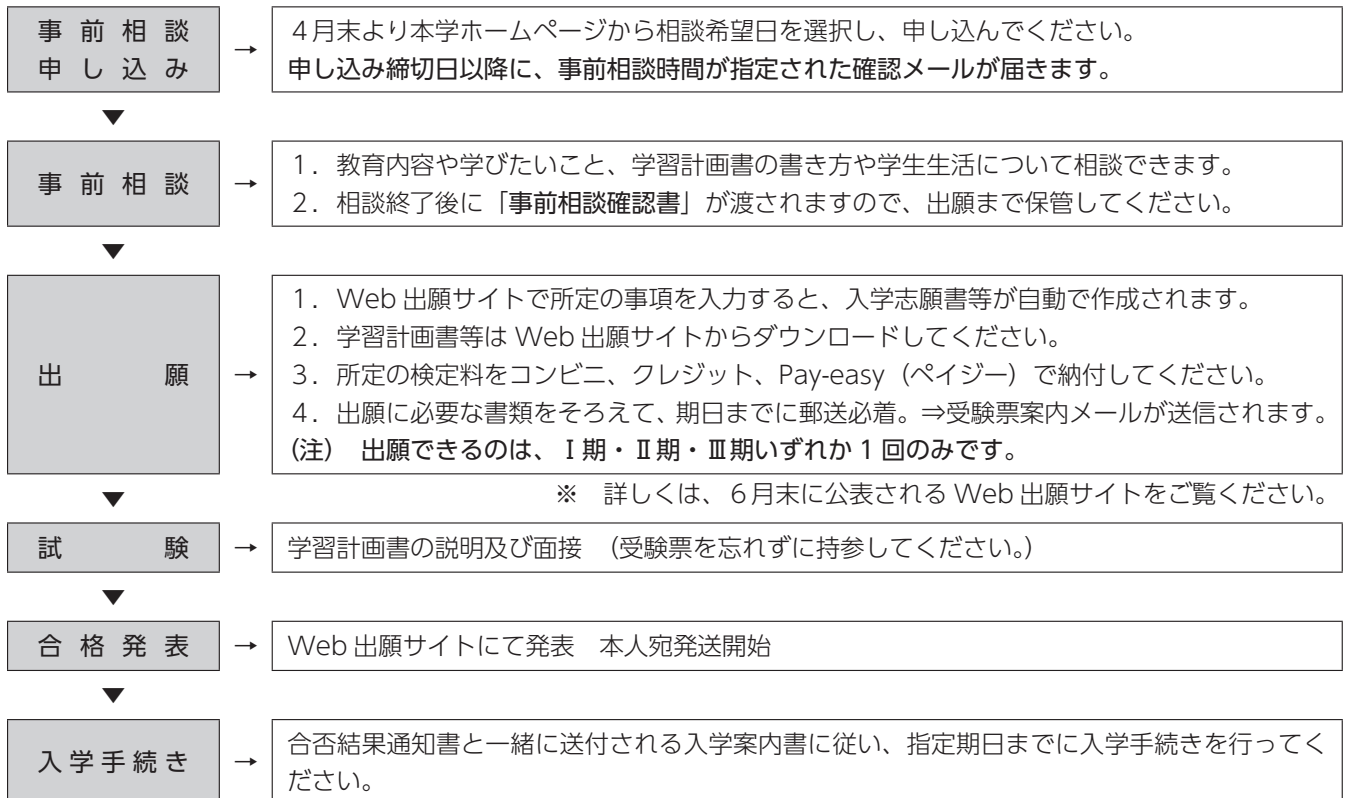 事前相談
申し込み
→
４月末より本学ホームページから相談希望日を選択し、申し込んでください。
申し込み締切日以降に、事前相談時間が指定された確認メールが届きます。
▼
事前相談
→
１．教育内容や学びたいこと、学習計画書の書き方や学生生活について相談できます。
２．相談終了後に「事前相談確認書」が渡されますので、出願まで保管してください。
▼
出願
→
１．Web 出願サイトで所定の事項を入力すると、入学志願書等が自動で作成されます。
２．学習計画書等は Web 出願サイトからダウンロードしてください。
３．所定の検定料をコンビニ、クレジット、Pay-easy（ペイジー）で納付してください。
４．出願に必要な書類をそろえて、期日までに郵送必着。⇒受験票案内メールが送信されます。
（注）　出願できるのは、Ⅰ期・Ⅱ期・Ⅲ期いずれか 1 回のみです。
※　詳しくは、６月末に公表される Web 出願サイトをご覧ください。
▼
試験
→
学習計画書の説明及び面接　（受験票を忘れずに持参してください。）
▼
合格発表
→
Web 出願サイトにて発表　本人宛発送開始
▼
入学手続き
→
合否結果通知書と一緒に送付される入学案内書に従い、指定期日までに入学手続きを行ってく
ださい。